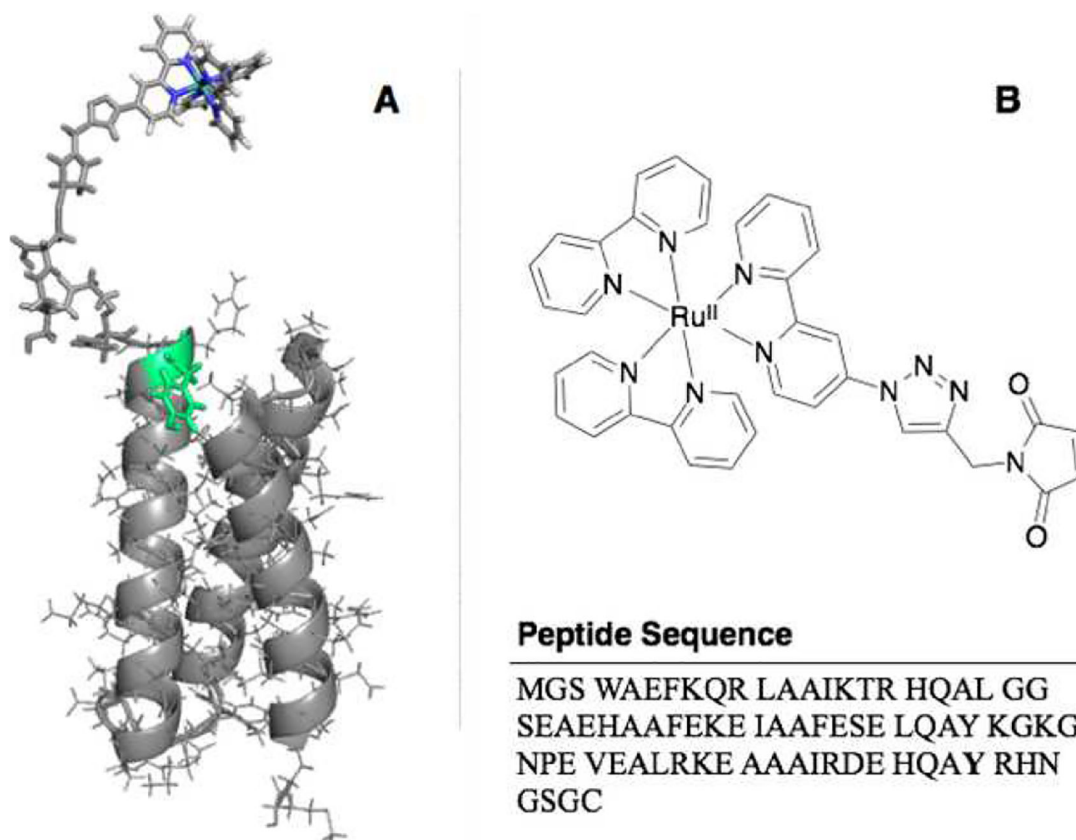 A
B
N
N
N
N
N
N
Ru^II
N
N
N
N
O
O
Peptide Sequence
MGS WAEFKQR LAAIKTR HQAL GG
SEAEHAAFEKE IAAFESE LQAY KGKG
NPE VEALRKE AAAIRDE HQAY RHN
GSGC